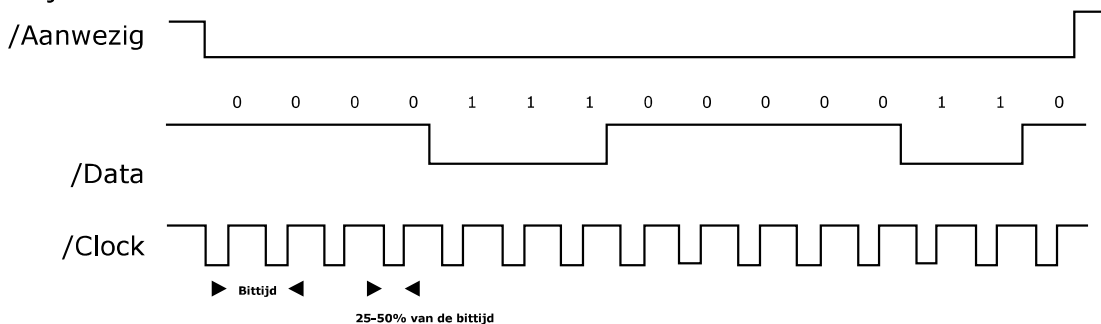 /Aanwezig
0 0 0 0 1 1 1 0 0 0 0 0 1 1 0
/Data
/Clock
Bittijd
25-50% van de bittijd